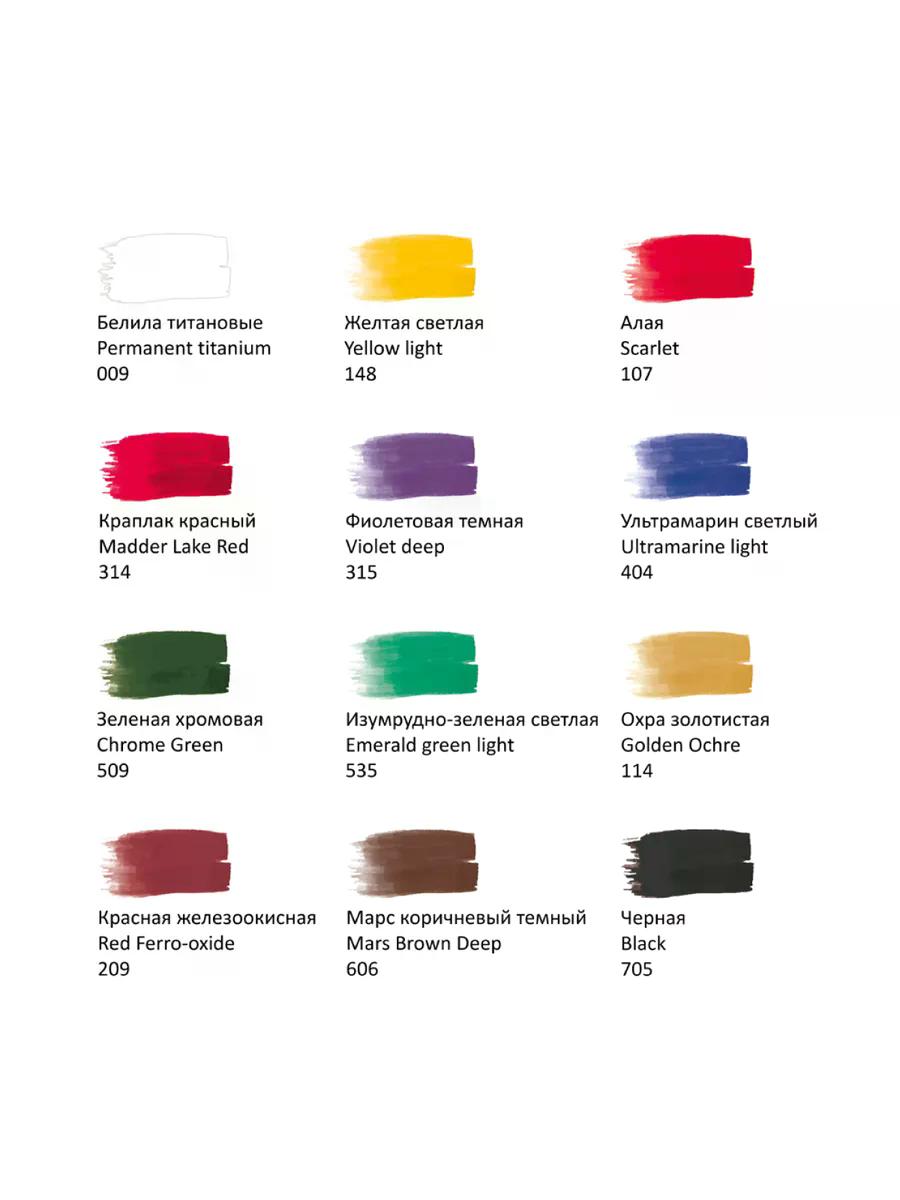 Белила титановые
Permanent titanium
009
Желтая светлая
Yellow light
148
Алая
Scarlet
107
Краплак красный
Madder Lake Red
314
Фиолетовая темная
Violet deep
315
Ультрамарин светлый
Ultramarine light
404
Зеленая хромовая
Chrome Green
509
Изумрудно-зеленая светлая
Emerald green light
535
Охра золотистая
Golden Ochre
114
Красная железоокисная
Red Ferro-oxide
209
Марс коричневый темный
Mars Brown Deep
606
Черная
Black
705